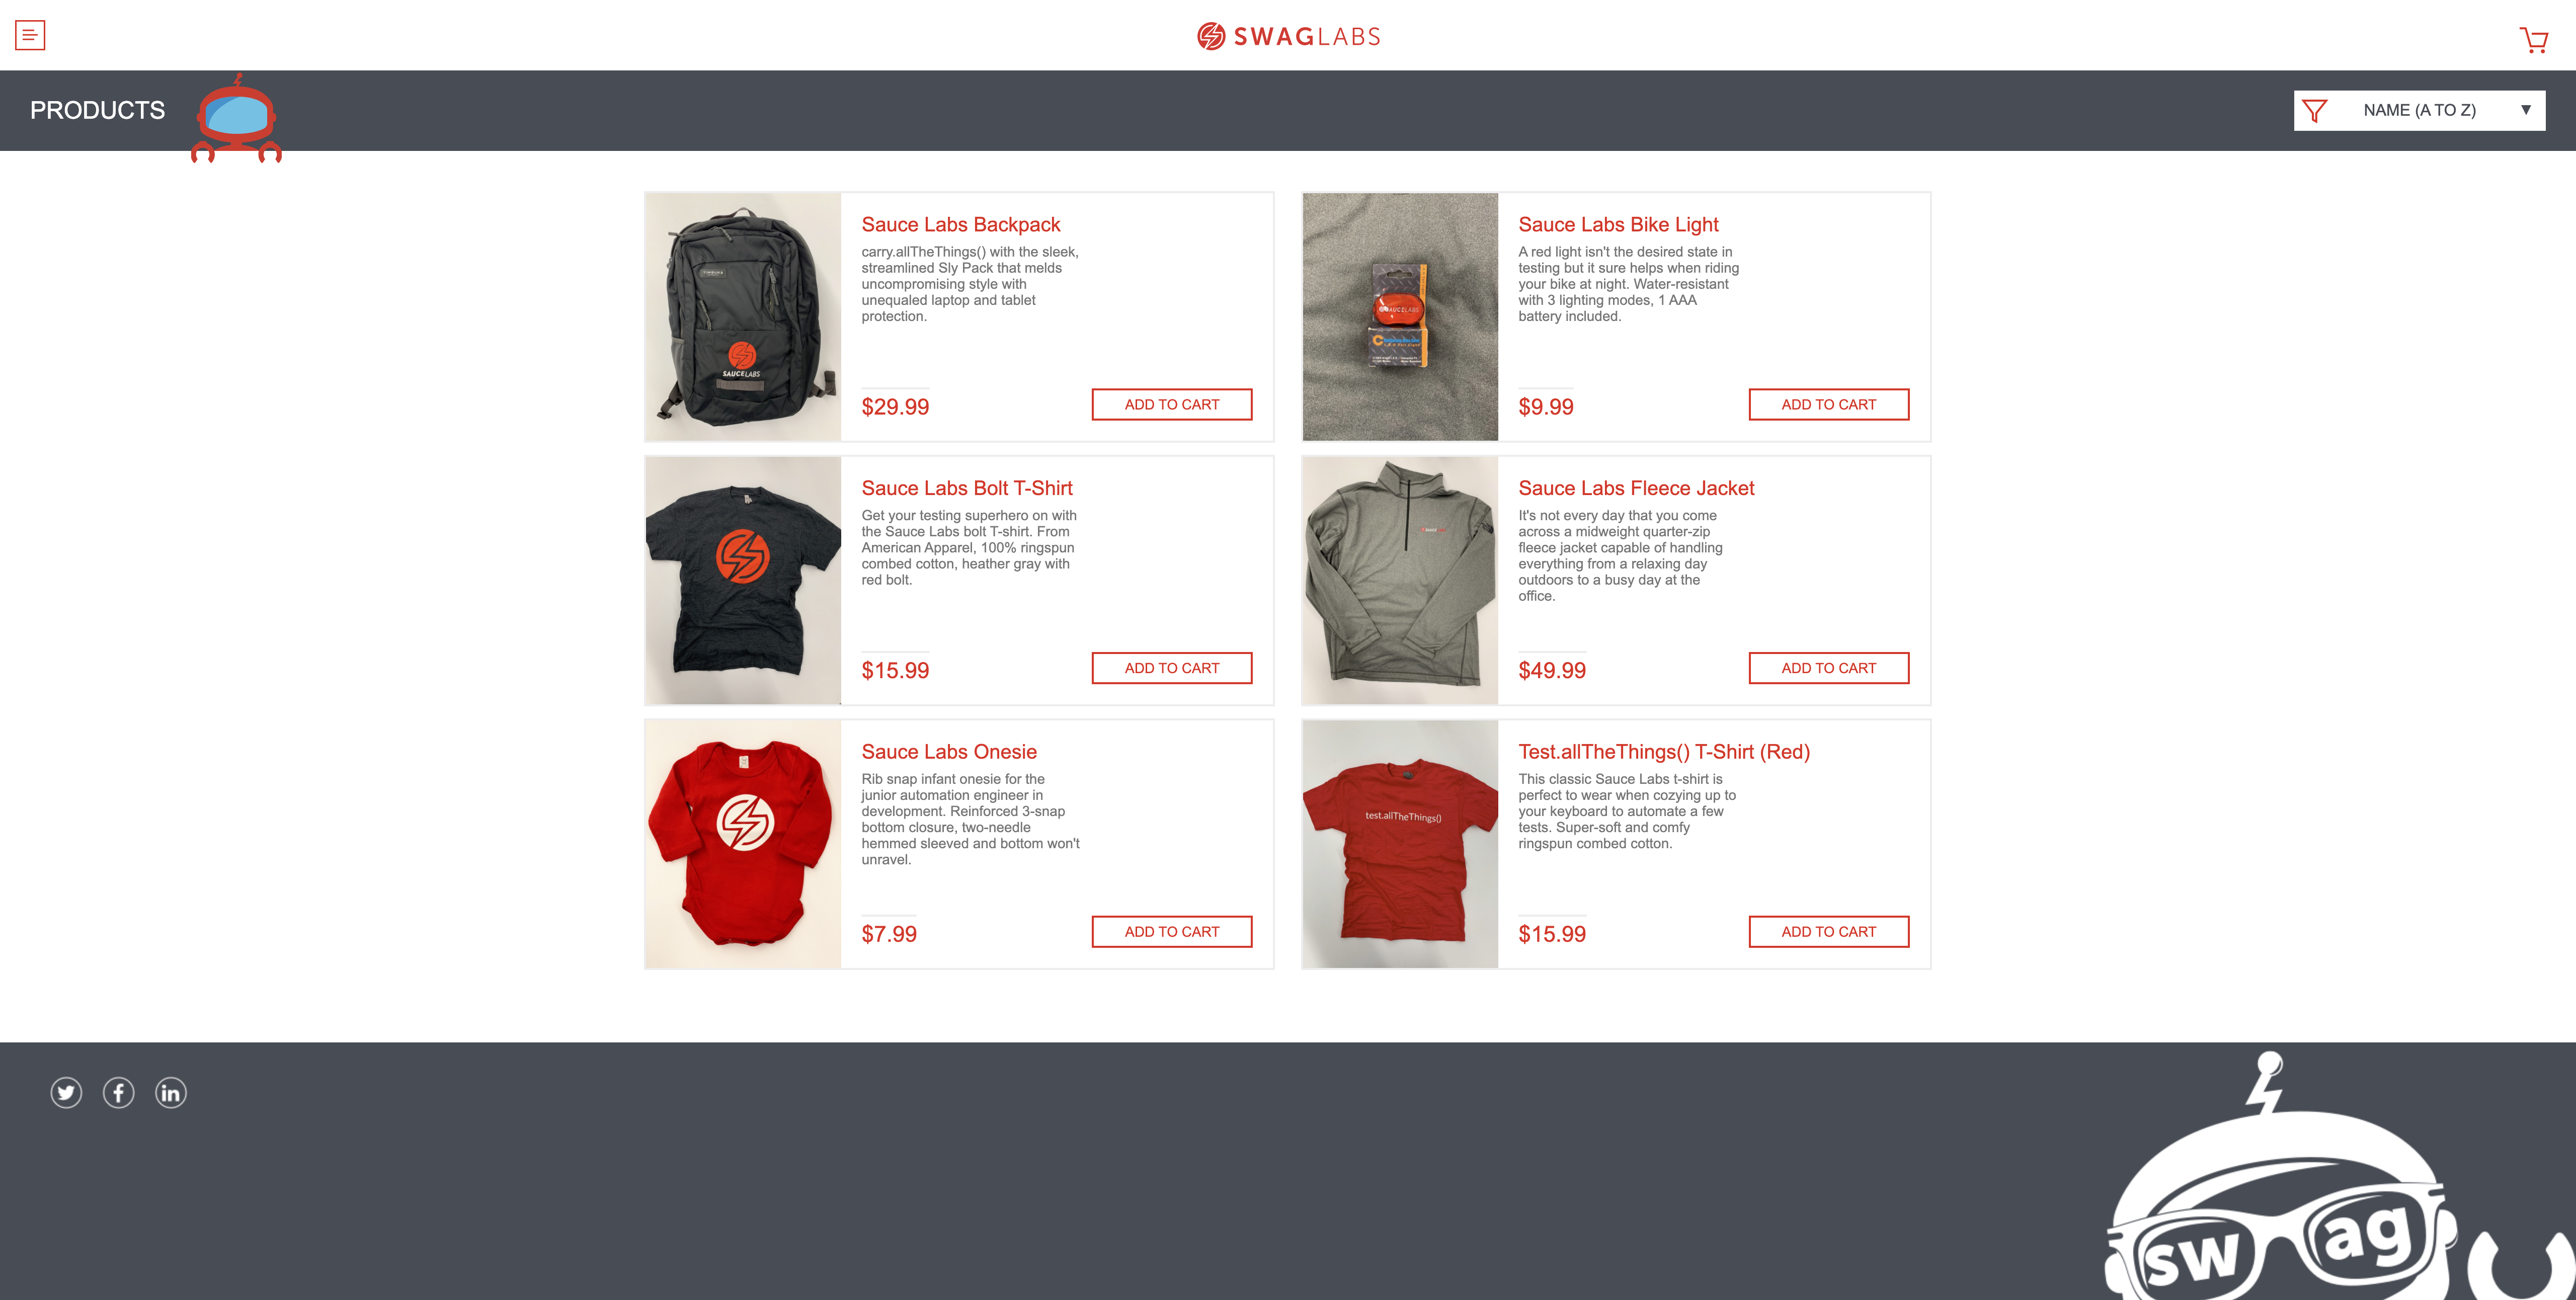 SWAGLABS
PRODUCTS
NAME (A TO Z)
Sauce Labs Backpack
carry.allTheThings() with the sleek,
streamlined Sly Pack that melds
uncompromising style with
unequaled laptop and tablet
protection.
$29.99
ADD TO CART
SAUCELABS
Sauce Labs Bike Light
A red light isn't the desired state in
testing but it sure helps when riding
your bike at night. Water-resistant
with 3 lighting modes, 1 AAA
battery included.
$9.99
ADD TO CART
SAUCELABS
Sauce Labs Bolt T-Shirt
Get your testing superhero on with
the Sauce Labs bolt T-shirt. From
American Apparel, 100% ringspun
combed cotton, heather gray with
red bolt.
$15.99
ADD TO CART
Sauce Labs Fleece Jacket
It's not every day that you come
across a midweight quarter-zip
fleece jacket capable of handling
everything from a relaxing day
outdoors to a busy day at the
office.
$49.99
ADD TO CART
Sauce Labs Onesie
Rib snap infant onesie for the
junior automation engineer in
development. Reinforced 3-snap
bottom closure, two-needle
hemmed sleeved and bottom won't
unravel.
$7.99
ADD TO CART
test.allTheThings()
Test.allTheThings() T-Shirt (Red)
This classic Sauce Labs t-shirt is
perfect to wear when cozying up to
your keyboard to automate a few
tests. Super-soft and comfy
ringspun combed cotton.
$15.99
ADD TO CART
f
in
sw ag